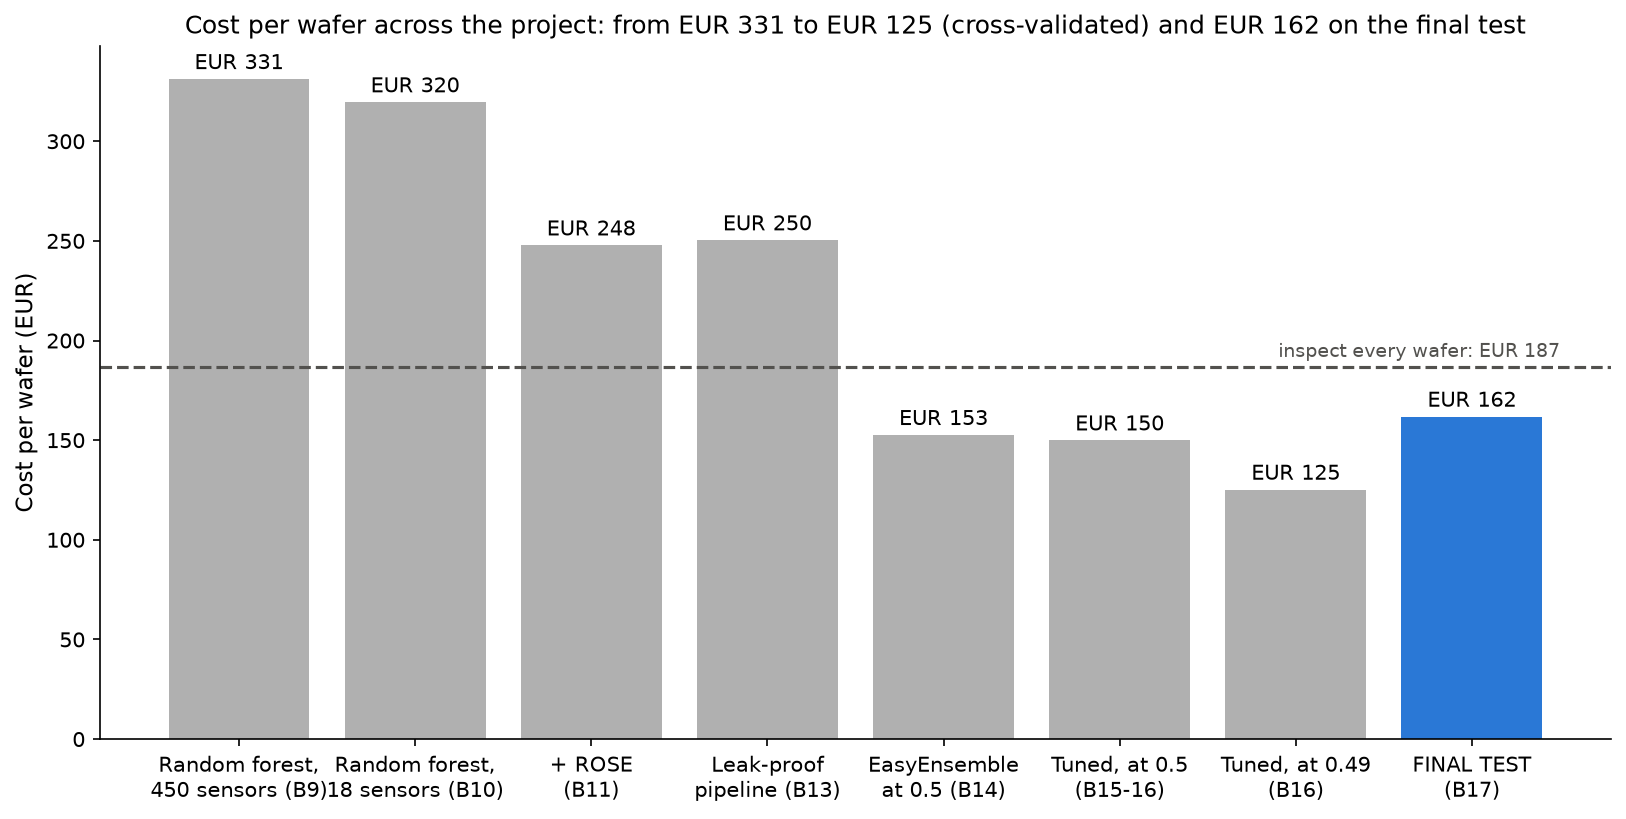 Cost per wafer across the project: from EUR 331 to EUR 125 (cross-validated) and EUR 162 on the final test
Cost per wafer (EUR)
300
250
200
150
100
50
0
EUR 331
EUR 320
EUR 248
EUR 250
EUR 153
EUR 150
EUR 125
EUR 162
inspect every wafer: EUR 187
Random forest,
450 sensors (B9)
Random forest,
18 sensors (B10)
+ ROSE
(B11)
Leak-proof
pipeline (B13)
EasyEnsemble
at 0.5 (B14)
Tuned, at 0.5
(B15-16)
Tuned, at 0.49
(B16)
FINAL TEST
(B17)